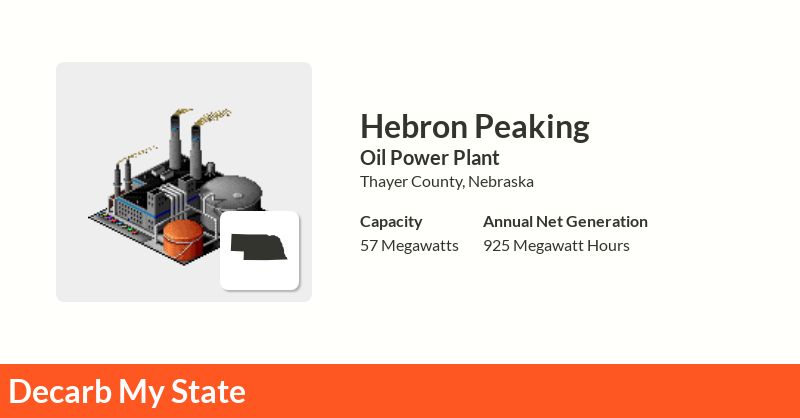 Hebron Peaking
Oil Power Plant
Thayer County, Nebraska
Capacity
57 Megawatts
Annual Net Generation
925 Megawatt Hours
Decarb My State